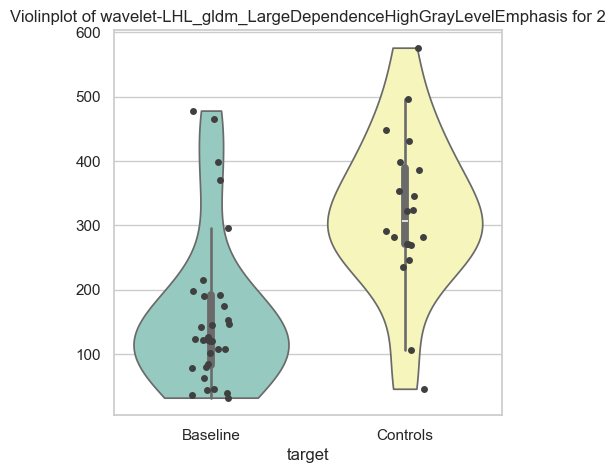 Violinplot of wavelet-LHL_gldm_LargeDependenceHighGrayLevelEmphasis for 2
600
500
400
300
200
100
Baseline Controls
target